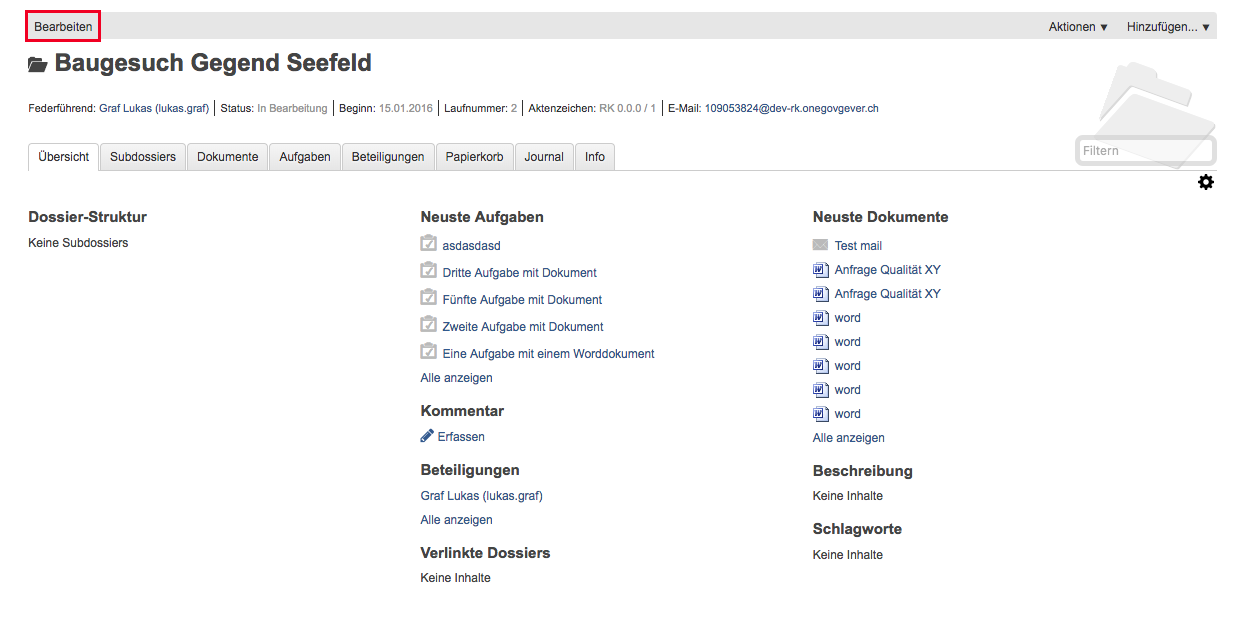 Bearbeiten
Aktionen ▼ Hinzufügen... ▼
Baugesuch Gegend Seefeld
Federführend: Graf Lukas (lukas.graf) | Status: In Bearbeitung | Beginn: 15.01.2016 | Laufnummer: 2 | Aktenzeichen: RK 0.0.0 / 1 | E-Mail: 109053824@dev-rk.onegovgever.ch
Übersicht Subdossiers Dokumente Aufgaben Beteiligungen Papierkorb Journal Info
Filtern
Dossier-Struktur
Keine Subdossiers
Neuste Aufgaben
asdasdasd
Dritte Aufgabe mit Dokument
Fünfte Aufgabe mit Dokument
Zweite Aufgabe mit Dokument
Eine Aufgabe mit einem Worddokument
Alle anzeigen
Kommentar
Erfassen
Beteiligungen
Graf Lukas (lukas.graf)
Alle anzeigen
Verlinkte Dossiers
Keine Inhalte
Neuste Dokumente
Test mail
Anfrage Qualität XY
Anfrage Qualität XY
word
word
word
word
word
Alle anzeigen
Beschreibung
Keine Inhalte
Schlagworte
Keine Inhalte